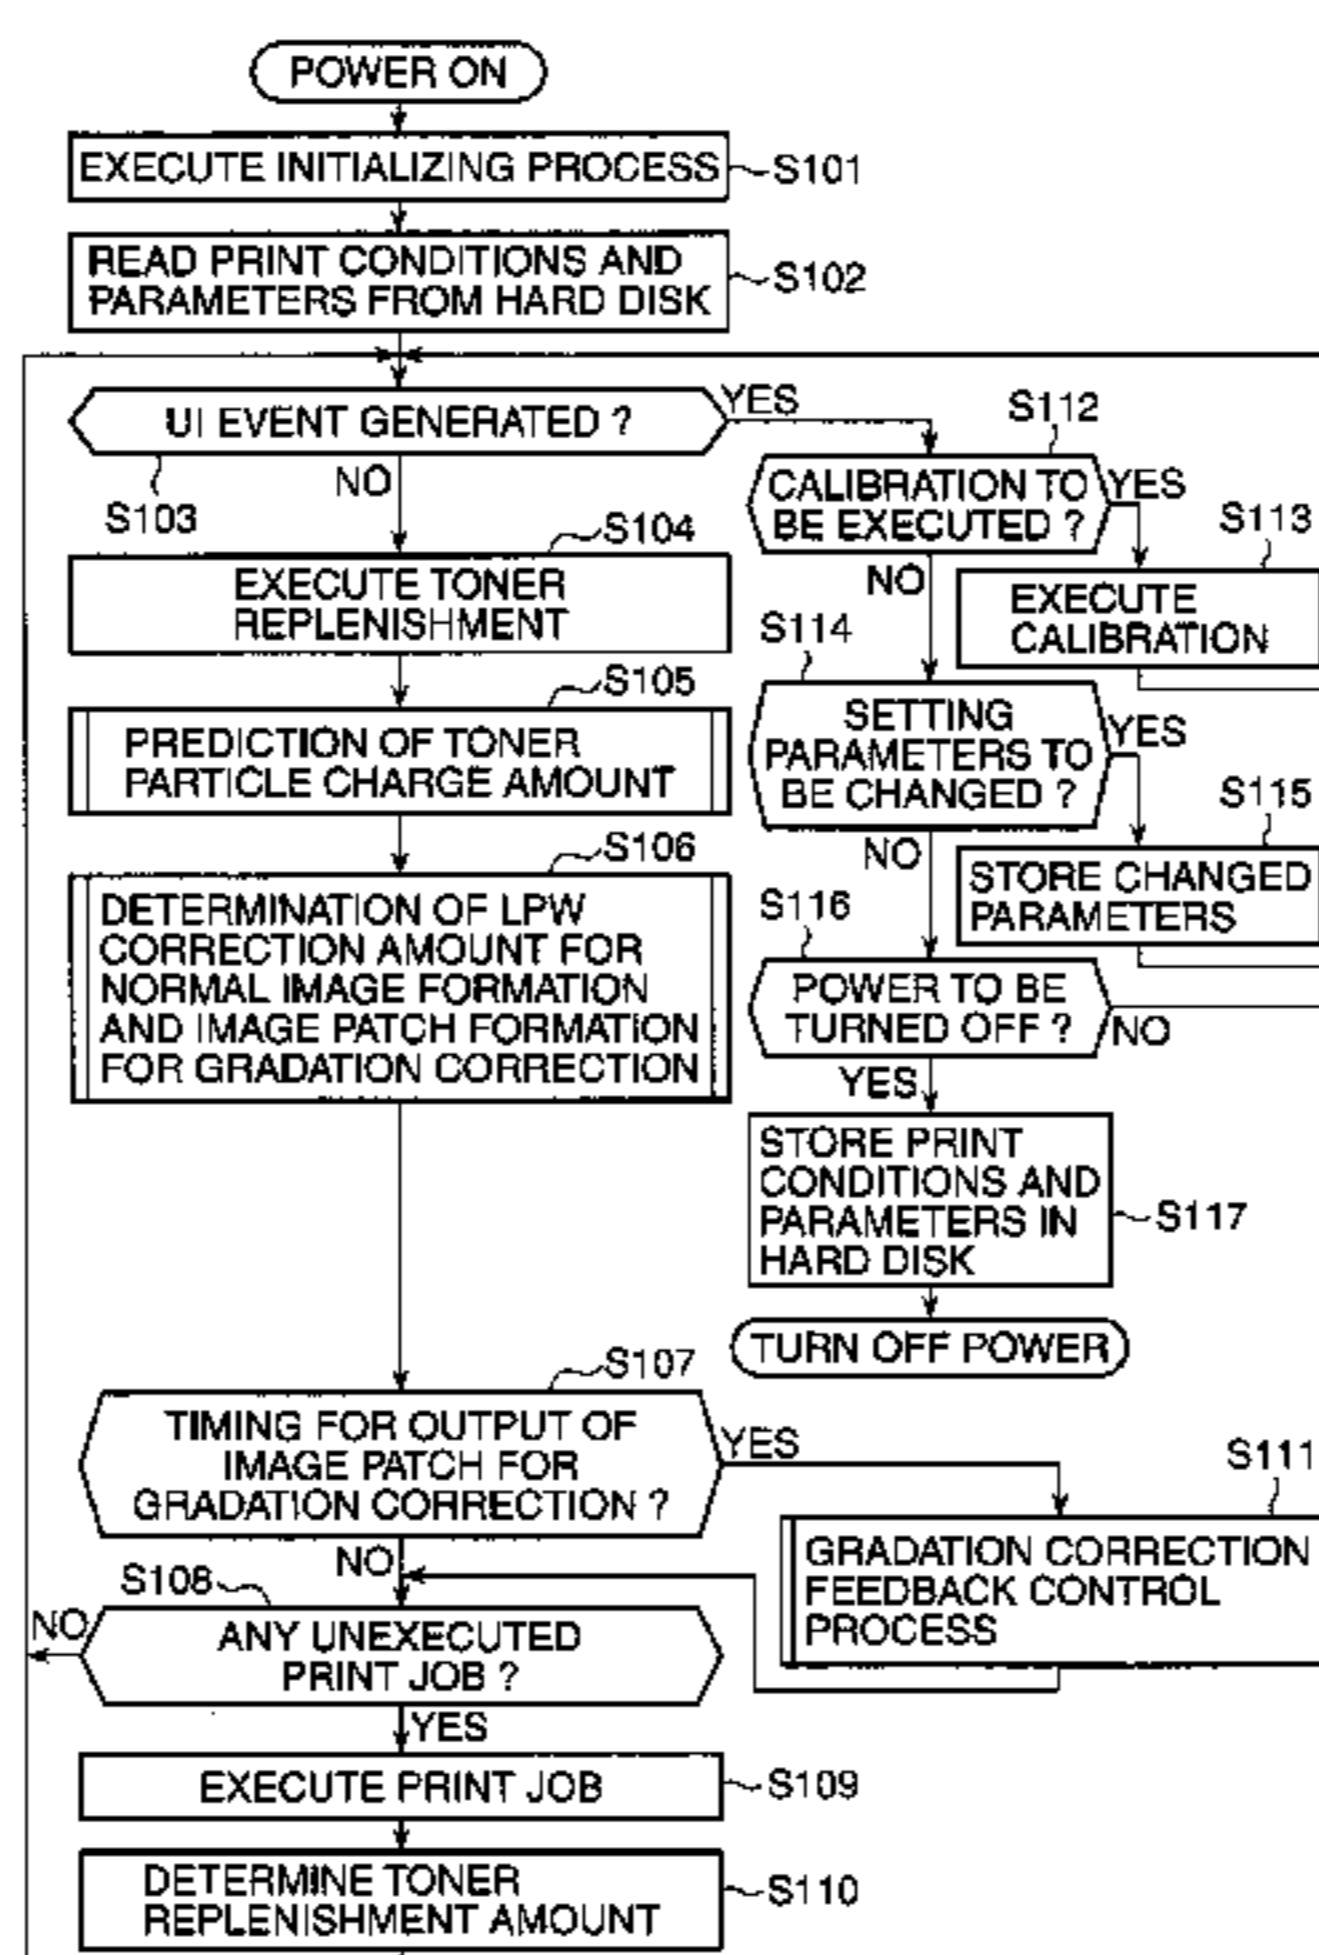 POWER ON
EXECUTE INITIALIZING PROCESS
S101
READ PRINT CONDITIONS AND
PARAMETERS FROM HARD DISK
S102
UI EVENT GENERATED ?
YES
NO
S103
S104
EXECUTE TONER
REPLENISHMENT
S105
PREDICTION OF TONER
PARTICLE CHARGE AMOUNT
S106
DETERMINATION OF LPW
CORRECTION AMOUNT FOR
NORMAL IMAGE FORMATION
AND IMAGE PATCH FORMATION
FOR GRADATION CORRECTION
S112
CALIBRATION TO
BE EXECUTED ?
YES
NO
S113
EXECUTE
CALIBRATION
S114
SETTING
PARAMETERS TO
BE CHANGED ?
YES
NO
S115
STORE CHANGED
PARAMETERS
S116
POWER TO BE
TURNED OFF ?
NO
YES
STORE PRINT
CONDITIONS AND
PARAMETERS IN
HARD DISK
S117
TURN OFF POWER
S107
TIMING FOR OUTPUT OF
IMAGE PATCH FOR
GRADATION CORRECTION ?
YES
NO
S111
GRADATION CORRECTION
FEEDBACK CONTROL
PROCESS
S108
NO
ANY UNEXECUTED
PRINT JOB ?
YES
EXECUTE PRINT JOB
S109
DETERMINE TONER
REPLENISHMENT AMOUNT
S110